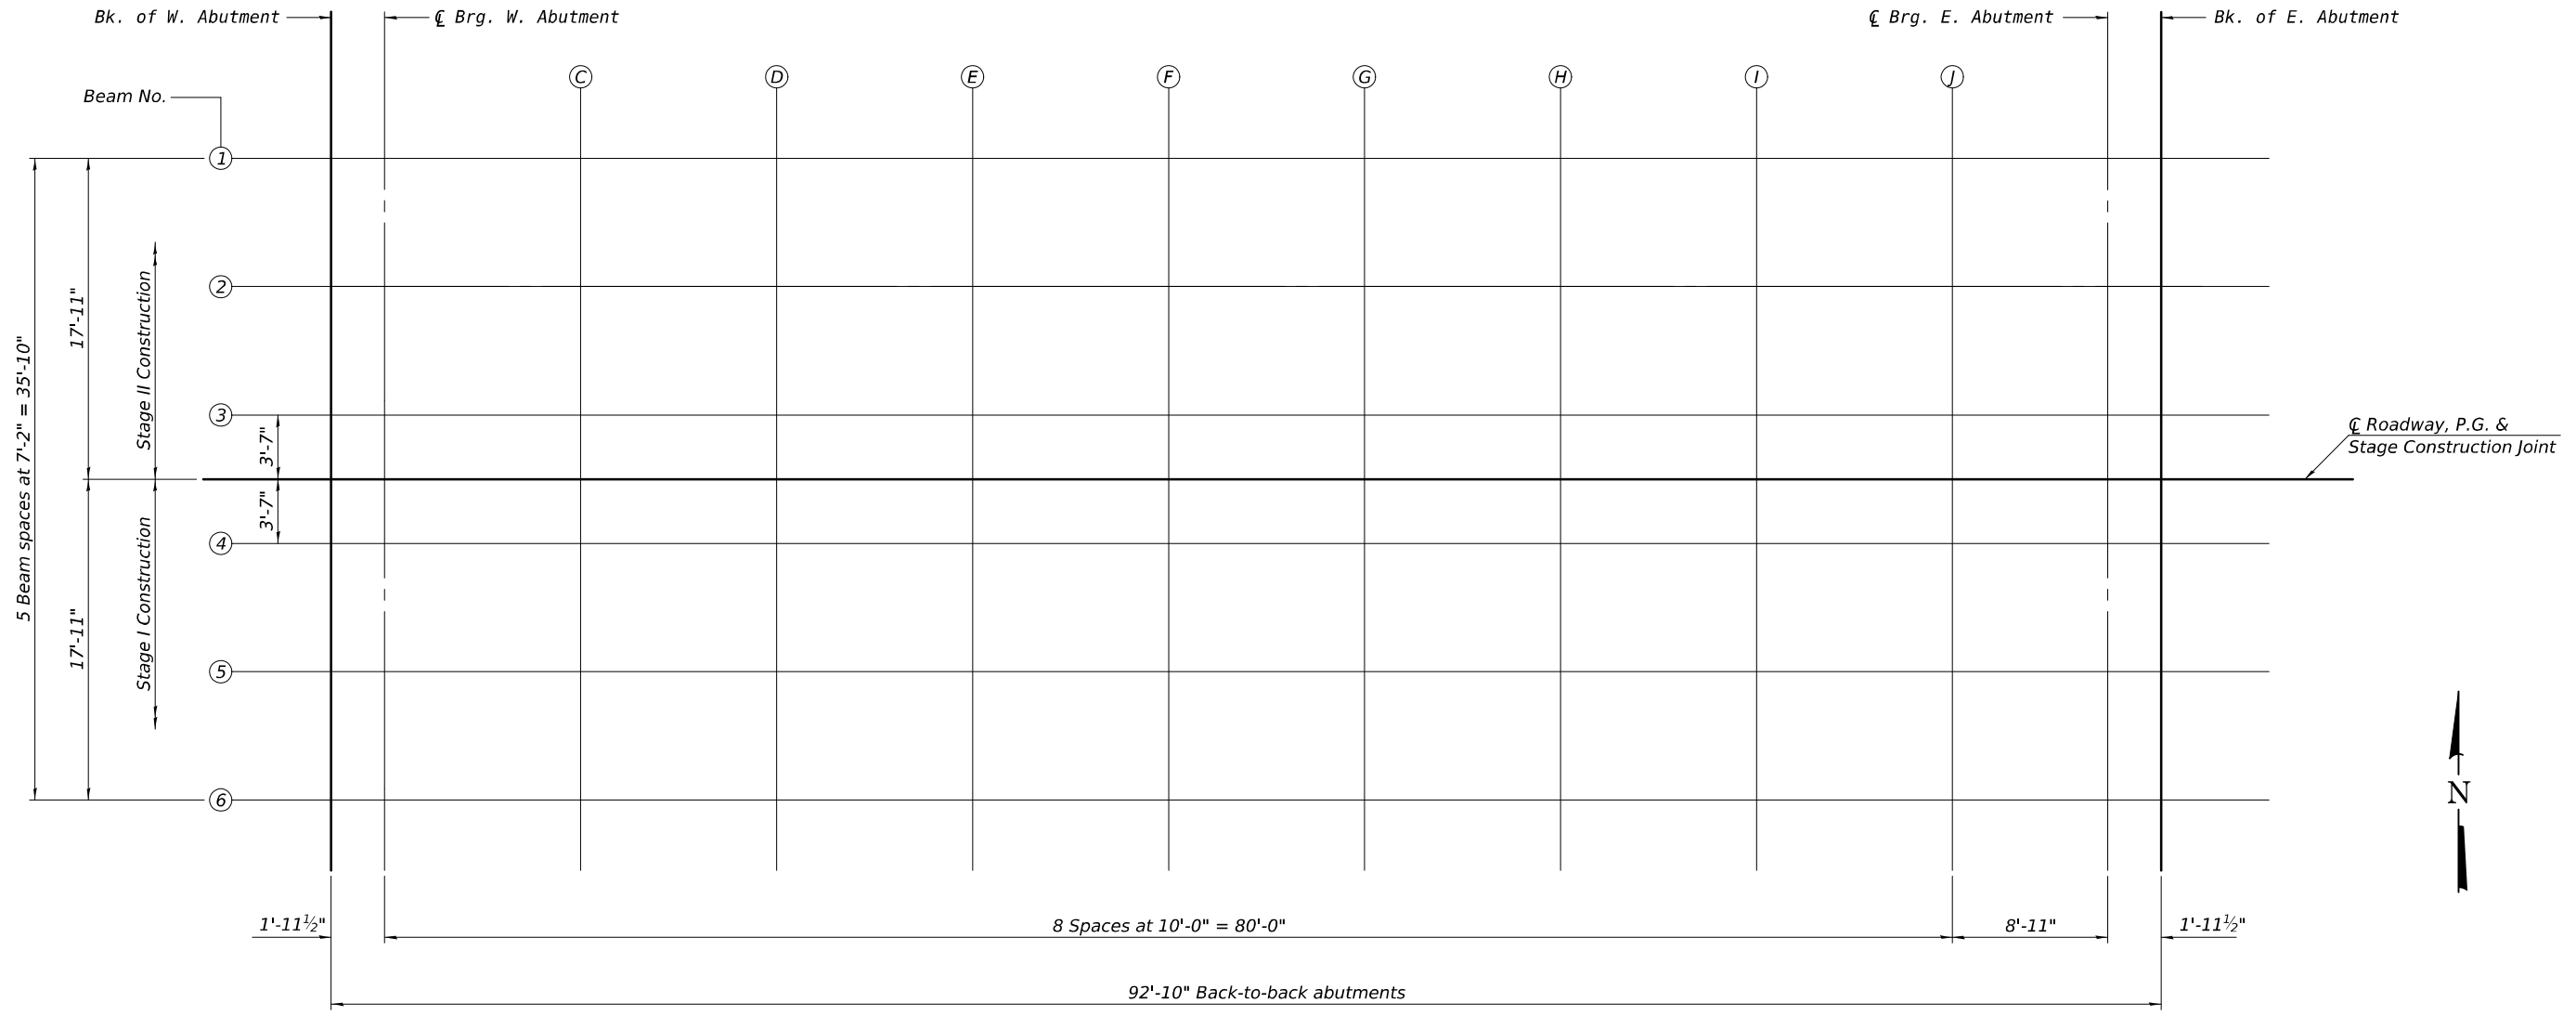 Bk. of W. Abutment
℄ Brg. W. Abutment
℄ Brg. E. Abutment
Bk. of E. Abutment
C
D
E
F
G
H
I
J
Beam No.
1
2
3
4
5
6
5 Beam spaces at 7'-2" = 35'-10"
17'-11"
17'-11"
Stage II Construction
Stage I Construction
3'-7"
3'-7"
℄ Roadway, P.G. &
Stage Construction Joint
N
1'-11½"
8 Spaces at 10'-0" = 80'-0"
8'-11"
1'-11½"
92'-10" Back-to-back abutments